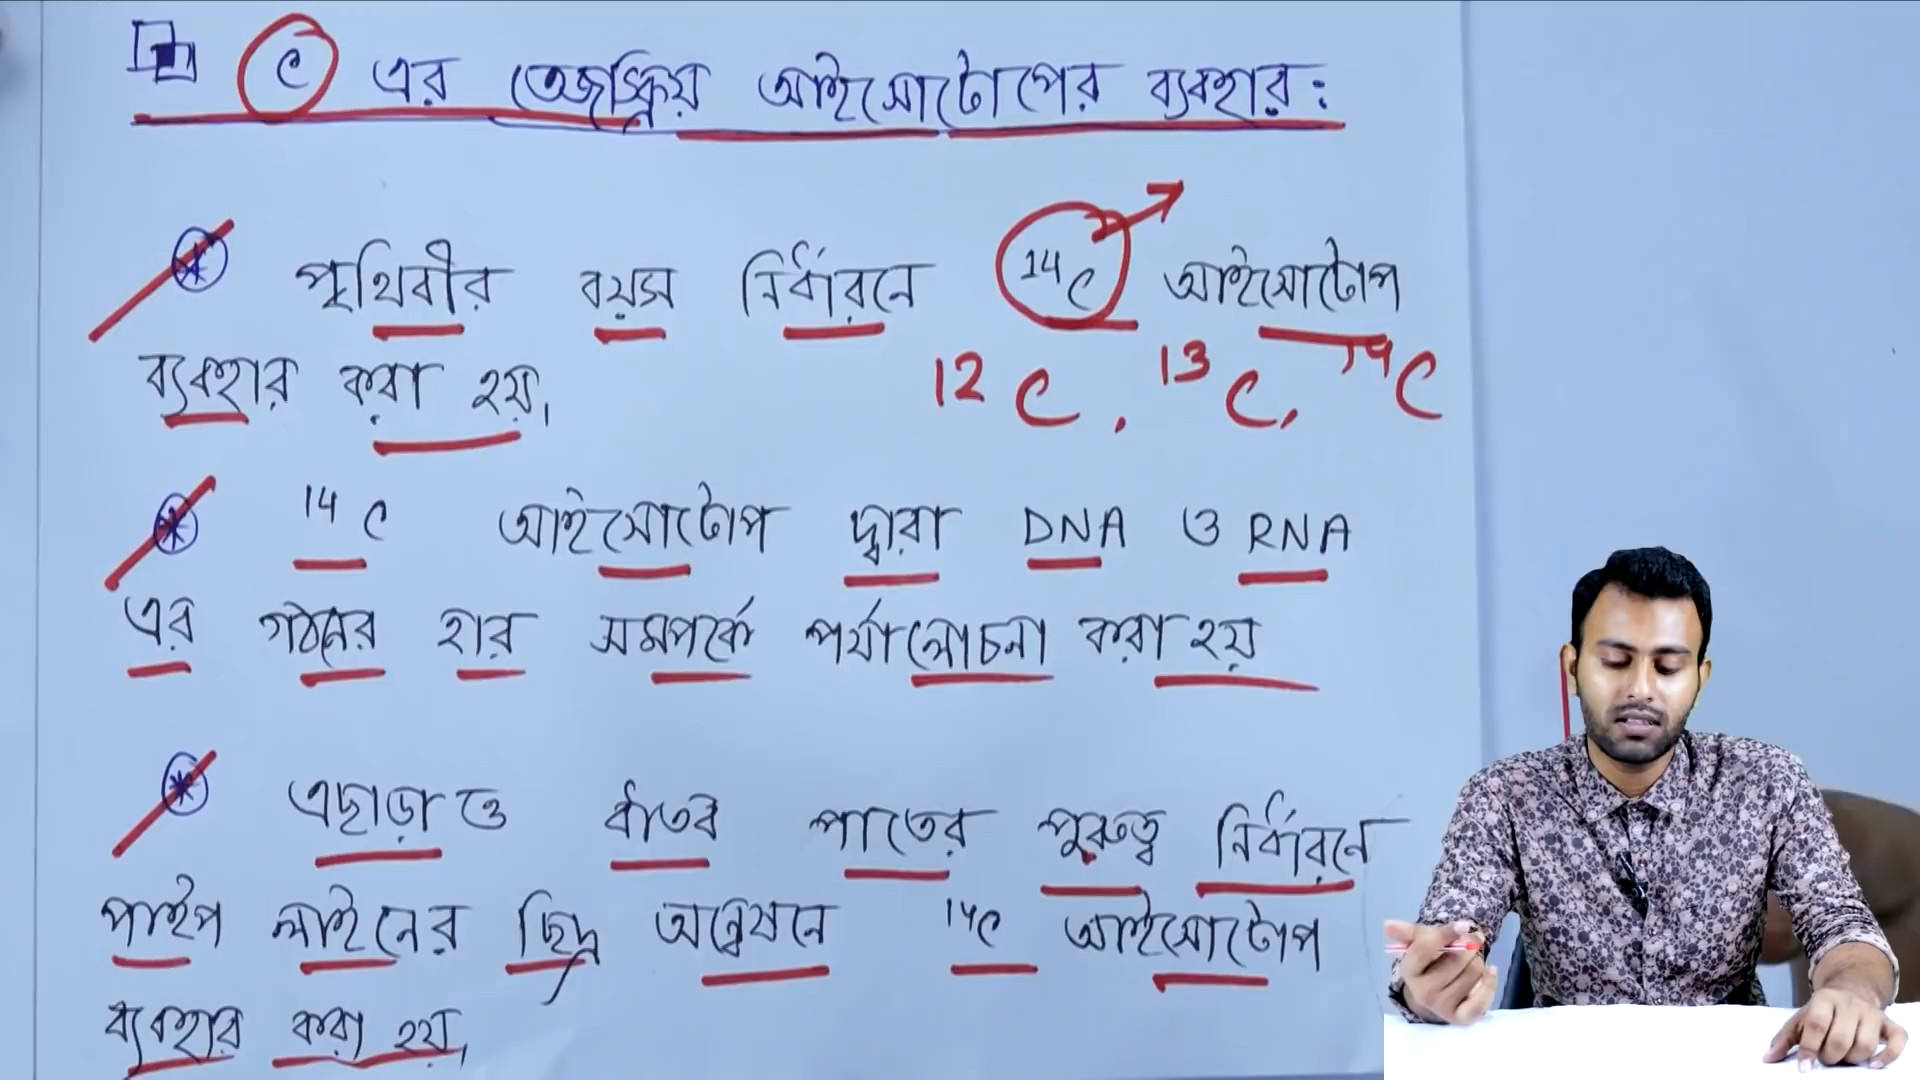 C এর তেজস্ক্রিয় আইসোটোপের ব্যবহার:
পৃথিবীর বয়স নির্ধারনে ¹⁴C আইসোটোপ
ব্যবহার করা হয়।
¹²C, ¹³C, ¹⁴C
¹⁴C আইসোটোপ দ্বারা DNA ও RNA
এর গঠনের হার সমপর্কে পর্যালোচনা করা হয়
এছাড়াও ধাতব পাতের পুরুত্ব নির্ধারনে
পাইপ লাইনের ছিদ্র অন্বেষনে ¹⁴C আইসোটোপ
ব্যবহার করা হয়।